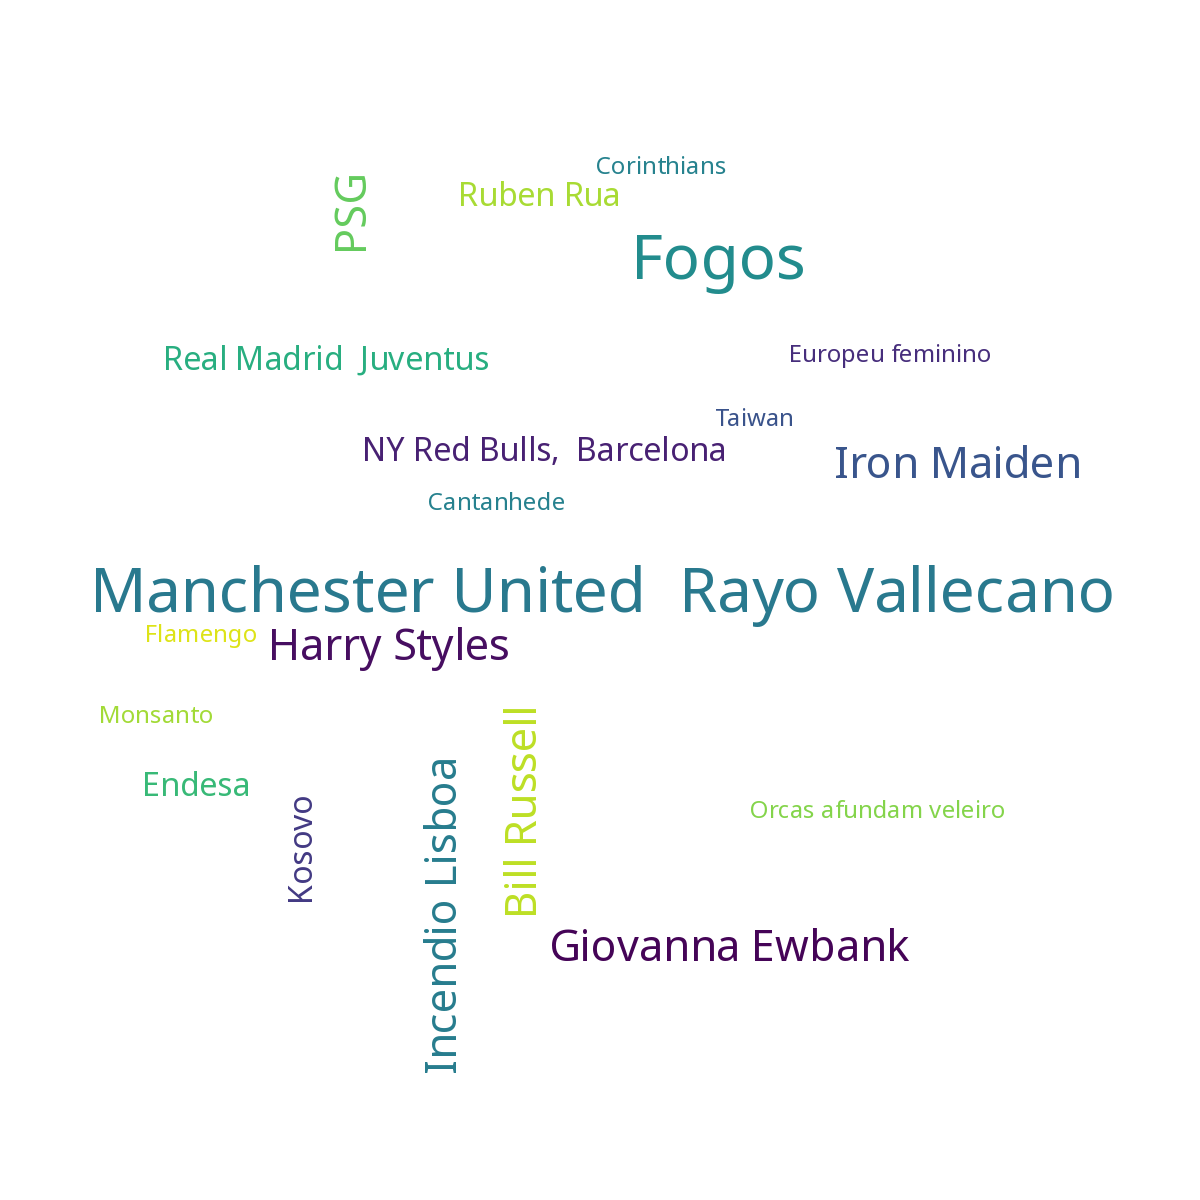 Corinthians
PSG
Ruben Rua
Fogos
Real Madrid  Juventus
Europeu feminino
Taiwan
NY Red Bulls,  Barcelona
Iron Maiden
Cantanhede
Manchester United  Rayo Vallecano
Flamengo
Harry Styles
Monsanto
Bill Russell
Endesa
Incendio Lisboa
Kosovo
Orcas afundam veleiro
Giovanna Ewbank